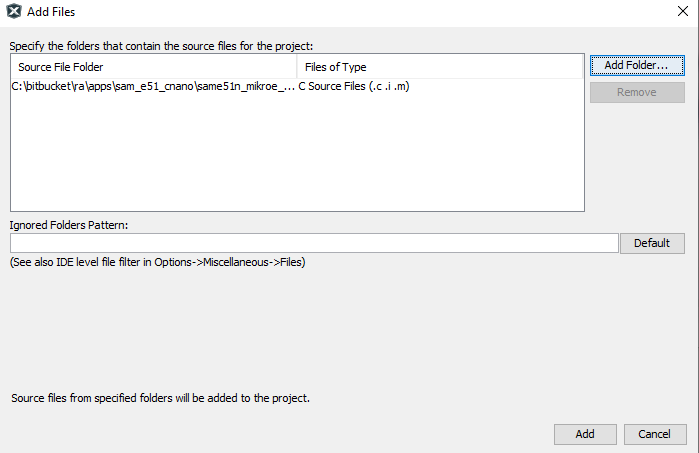 Add Files
Specify the folders that contain the source files for the project:
Source File Folder Files of Type
Add Folder...
C:\bitbucket\ra\apps\sam_e51_cnano\same51n_mikroe_... C Source Files (.c .i .m)
Remove
Ignored Folders Pattern:
Default
(See also IDE level file filter in Options->Miscellaneous->Files)
Source files from specified folders will be added to the project.
Add Cancel